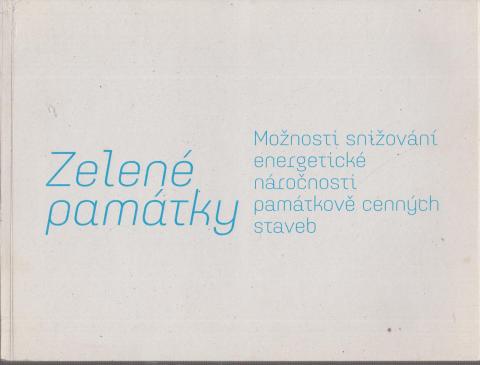 Zelené
památky
Možnosti snižování
energetické
náročnosti
památkově cenných
staveb